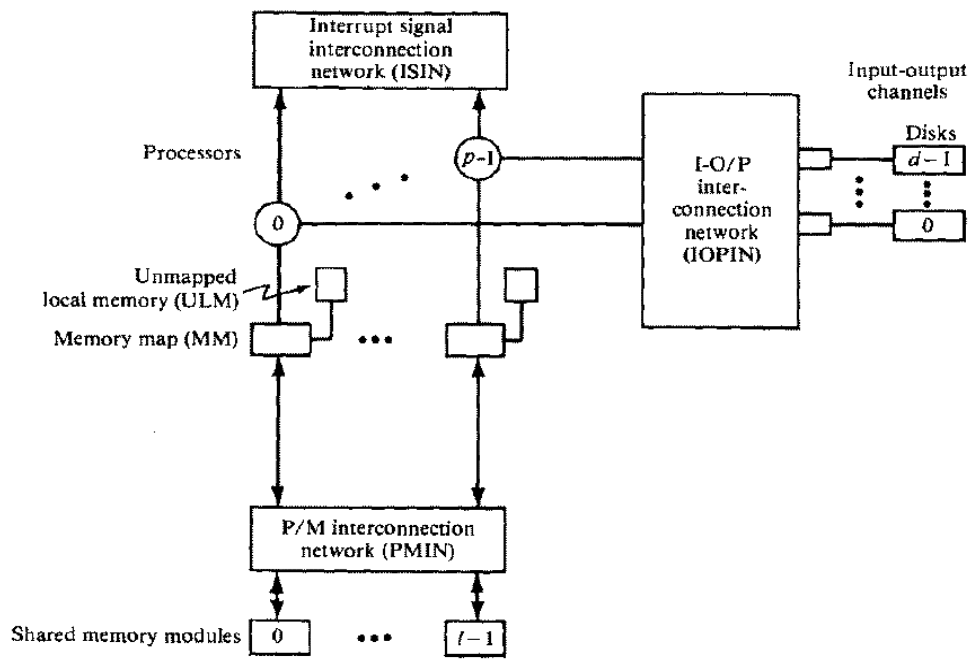 Interrupt signal
interconnection
network (ISIN)
Input-output
channels
Processors
p-1
I-O/P
inter-
connection
network
(IOPIN)
Disks
d-1
0
0
Unmapped
local memory (ULM)
Memory map (MM)
P/M interconnection
network (PMIN)
Shared memory modules
0
l-1